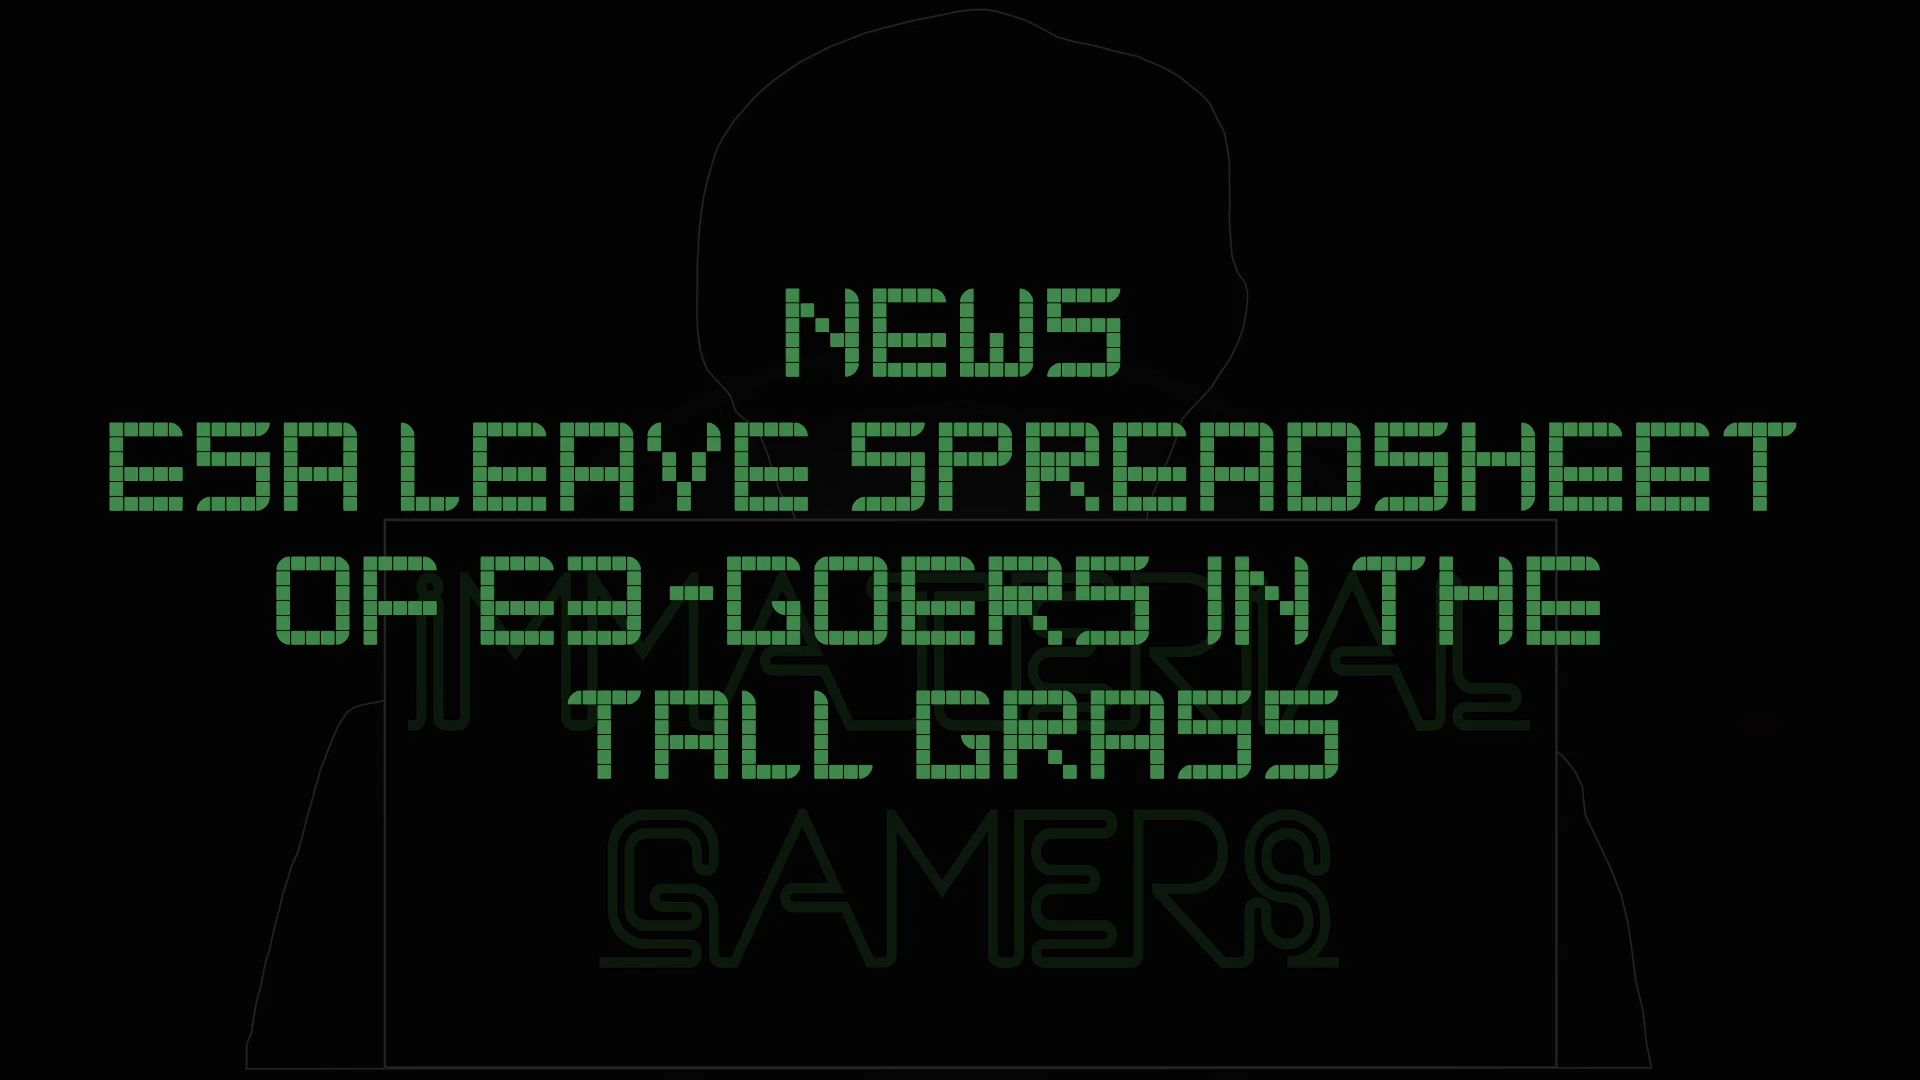 NEWS
ESA LEAVE SPREADSHEET
OF E3-GOERS IN THE
TALL GRASS
IMMATERIAL
GAMERS